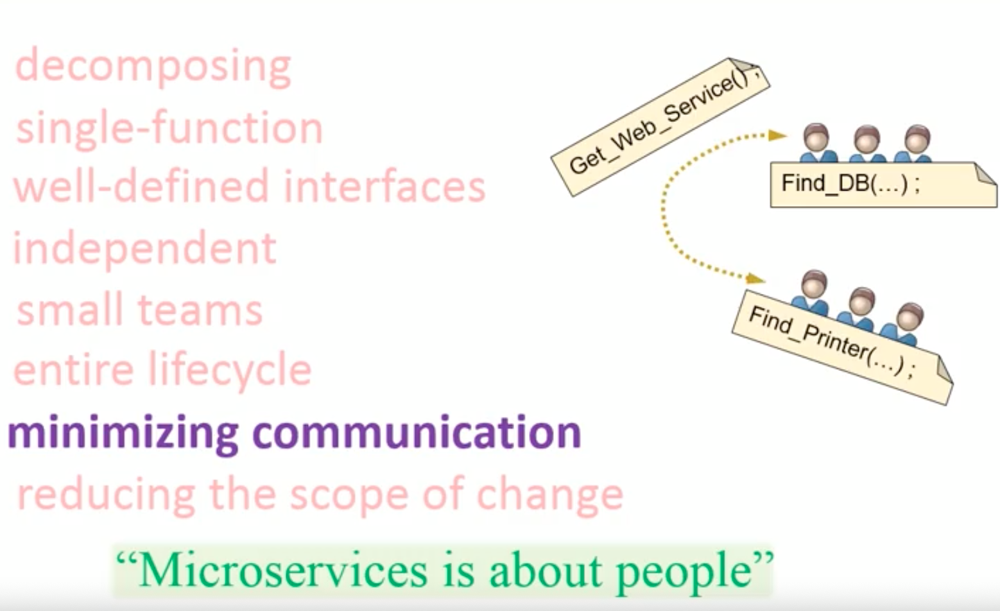 decomposing
single-function
well-defined interfaces
independent
small teams
entire lifecycle
minimizing communication
reducing the scope of change
“Microservices is about people”
Get_Web_Service() ;
Find_DB(...) ;
Find_Printer(...) ;